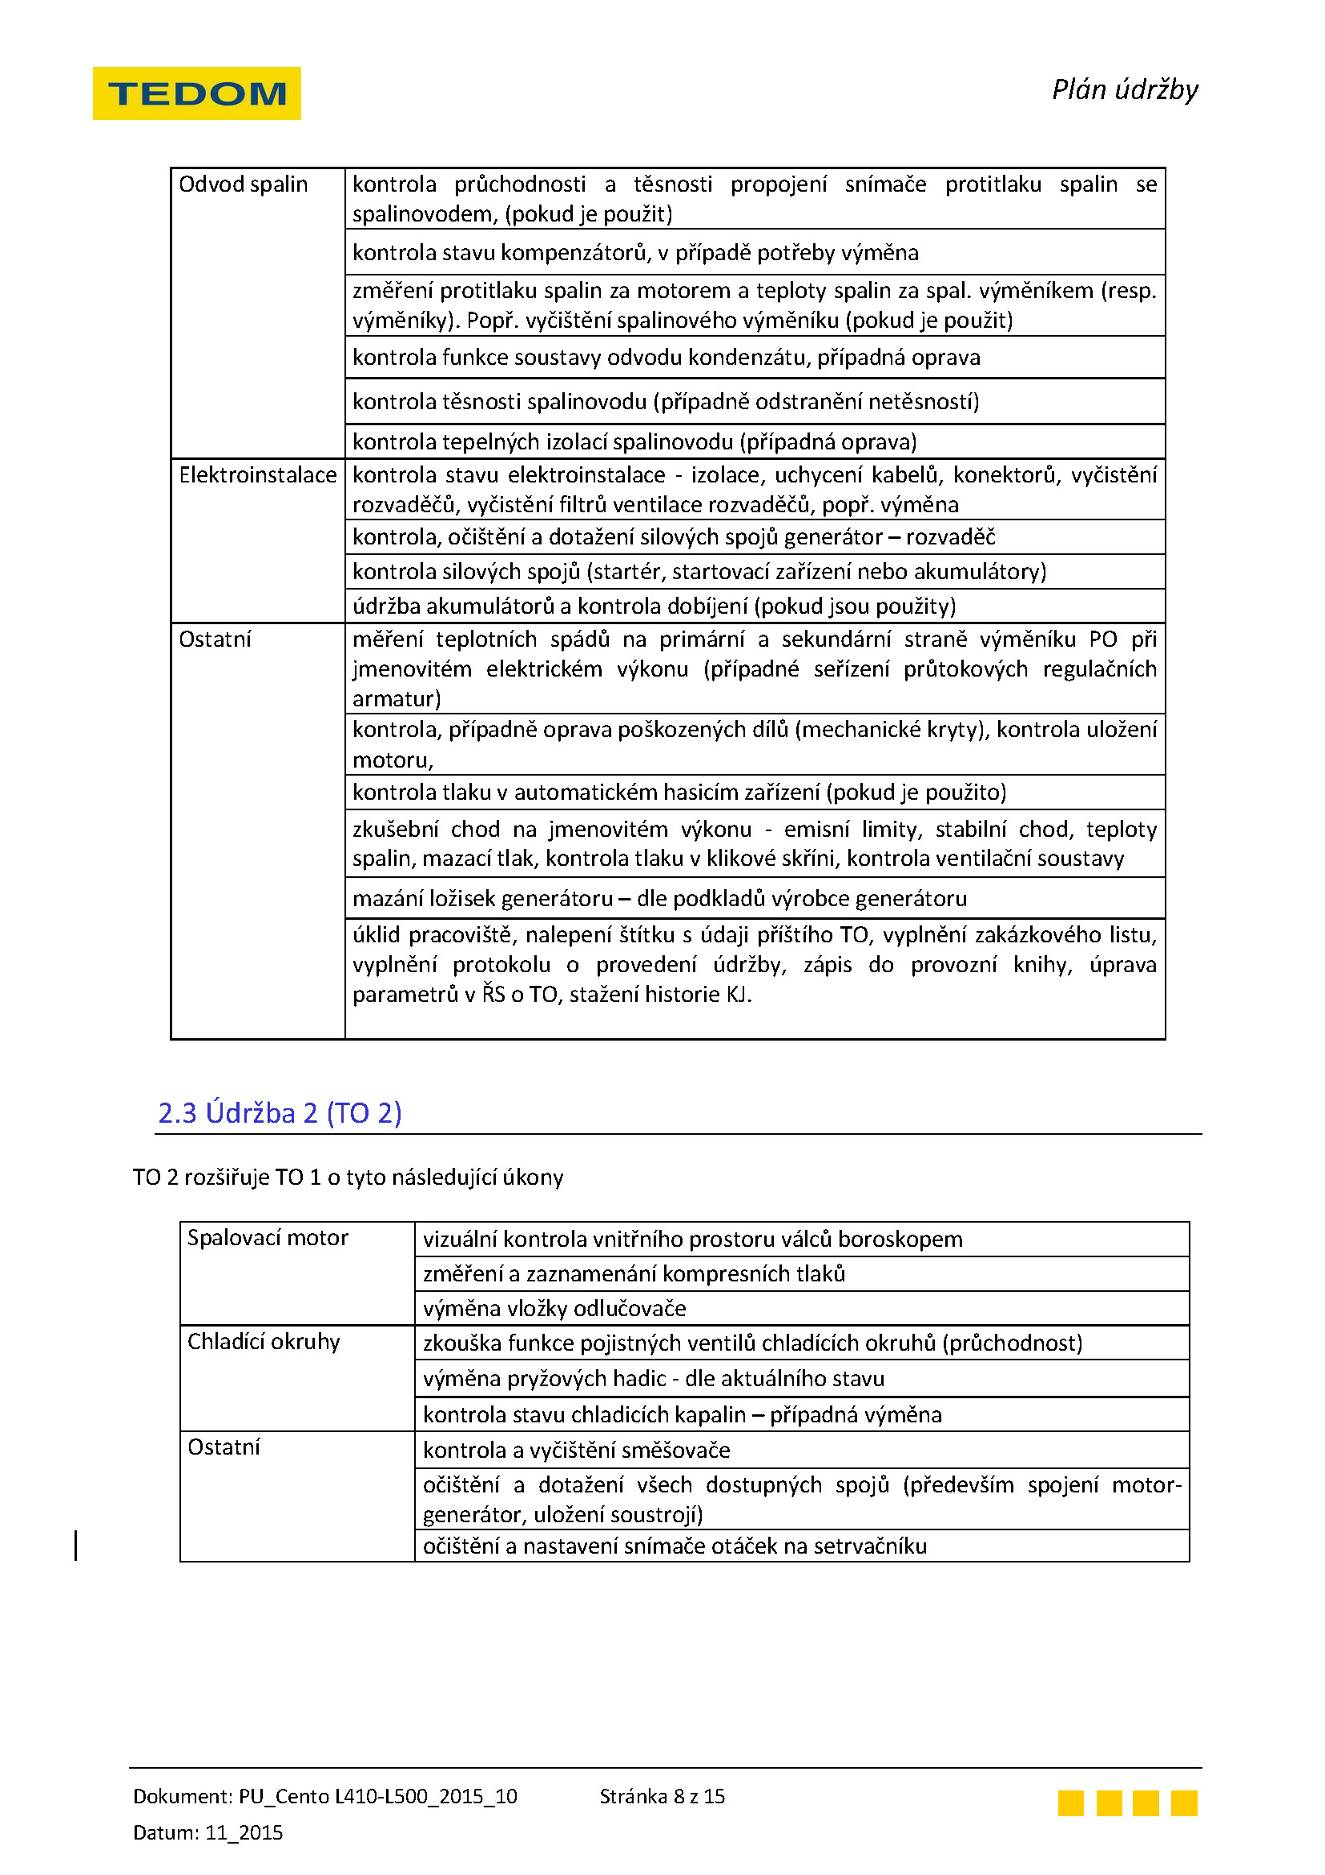 TEDOM
Plán údržby
Odvod spalin
kontrola průchodnosti a těsnosti propojení snímače protitlaku spalin se
spalinovodem, (pokud je použit)
kontrola stavu kompenzátorů, v případě potřeby výměna
změření protitlaku spalin za motorem a teploty spalin za spal. výměníkem (resp.
výměníky). Popř. vyčištění spalinového výměníku (pokud je použit)
kontrola funkce soustavy odvodu kondenzátu, případná oprava
kontrola těsnosti spalinovodu (případně odstranění netěsností)
kontrola tepelných izolací spalinovodu (případná oprava)
Elektroinstalace
kontrola stavu elektroinstalace - izolace, uchycení kabelů, konektorů, vyčistění
rozvaděčů, vyčistění filtrů ventilace rozvaděčů, popř. výměna
kontrola, očištění a dotažení silových spojů generátor – rozvaděč
kontrola silových spojů (startér, startovací zařízení nebo akumulátory)
údržba akumulátorů a kontrola dobíjení (pokud jsou použity)
Ostatní
měření teplotních spádů na primární a sekundární straně výměníku PO při
jmenovitém elektrickém výkonu (případné seřízení průtokových regulačních
armatur)
kontrola, případně oprava poškozených dílů (mechanické kryty), kontrola uložení
motoru,
kontrola tlaku v automatickém hasicím zařízení (pokud je použito)
zkušební chod na jmenovitém výkonu - emisní limity, stabilní chod, teploty
spalin, mazací tlak, kontrola tlaku v klikové skříni, kontrola ventilační soustavy
mazání ložisek generátoru – dle podkladů výrobce generátoru
úklid pracoviště, nalepení štítku s údaji příštího TO, vyplnění zakázkového listu,
vyplnění protokolu o provedení údržby, zápis do provozní knihy, úprava
parametrů v ŘS o TO, stažení historie KJ.
2.3 Údržba 2 (TO 2)
TO 2 rozšiřuje TO 1 o tyto následující úkony
Spalovací motor
vizuální kontrola vnitřního prostoru válců boroskopem
změření a zaznamenání kompresních tlaků
výměna vložky odlučovače
Chladící okruhy
zkouška funkce pojistných ventilů chladících okruhů (průchodnost)
výměna pryžových hadic - dle aktuálního stavu
kontrola stavu chladicích kapalin – případná výměna
Ostatní
kontrola a vyčištění směšovače
očištění a dotažení všech dostupných spojů (především spojení motor-
generátor, uložení soustrojí)
očištění a nastavení snímače otáček na setrvačníku
Dokument: PU_Cento L410-L500_2015_10 Stránka 8 z 15
Datum: 11_2015